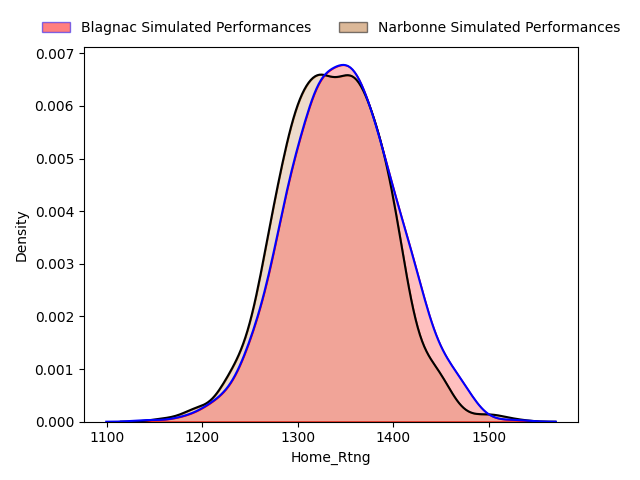 Blagnac Simulated Performances
Narbonne Simulated Performances
0.007
0.006
0.005
0.004
0.003
0.002
0.001
0.000
Density
1100 1200 1300 1400 1500
Home_Rtng